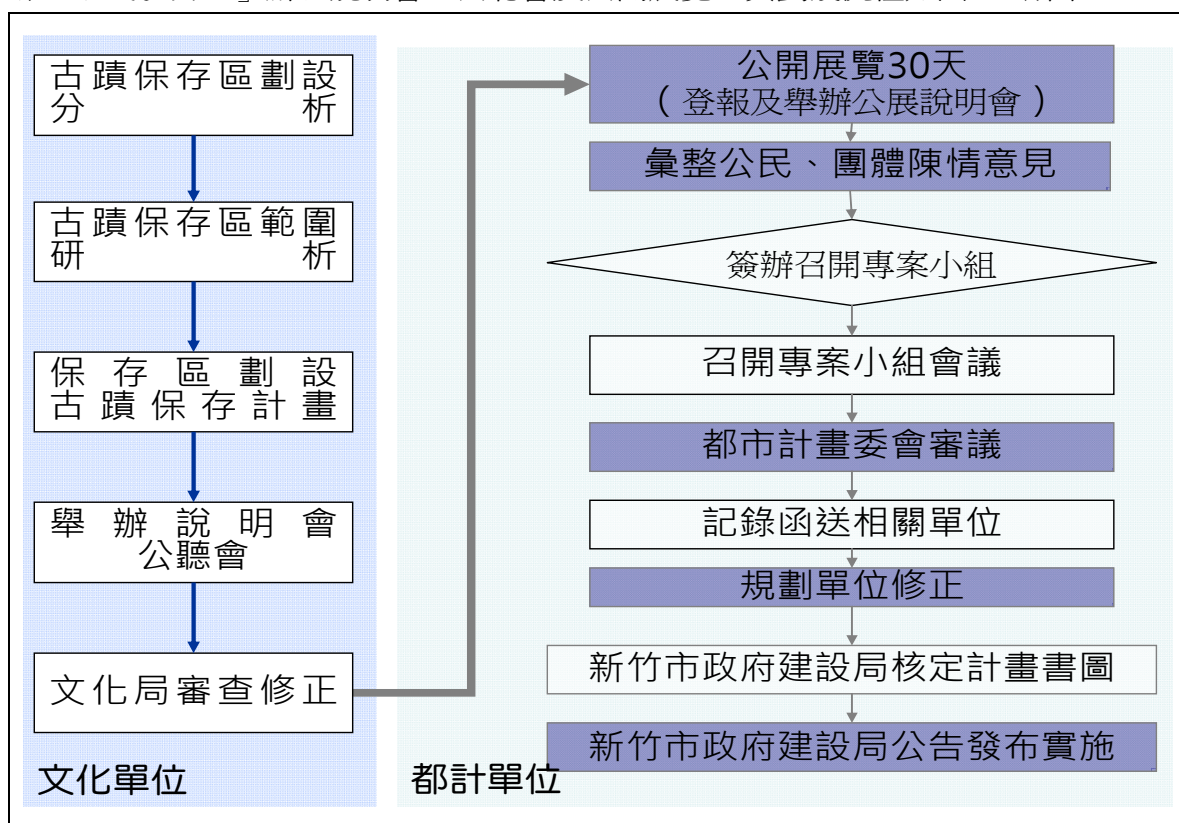 古蹟保存區劃設
分析
古蹟保存區範圍
研析
保存區劃設
古蹟保存計畫
舉辦說明會
公聽會
文化局審查修正
文化單位
公開展覽30天
（登報及舉辦公展說明會）
彙整公民、團體陳情意見
簽辦召開專案小組
召開專案小組會議
都市計畫委會審議
記錄函送相關單位
規劃單位修正
新竹市政府建設局核定計畫書圖
新竹市政府建設局公告發布實施
都計單位